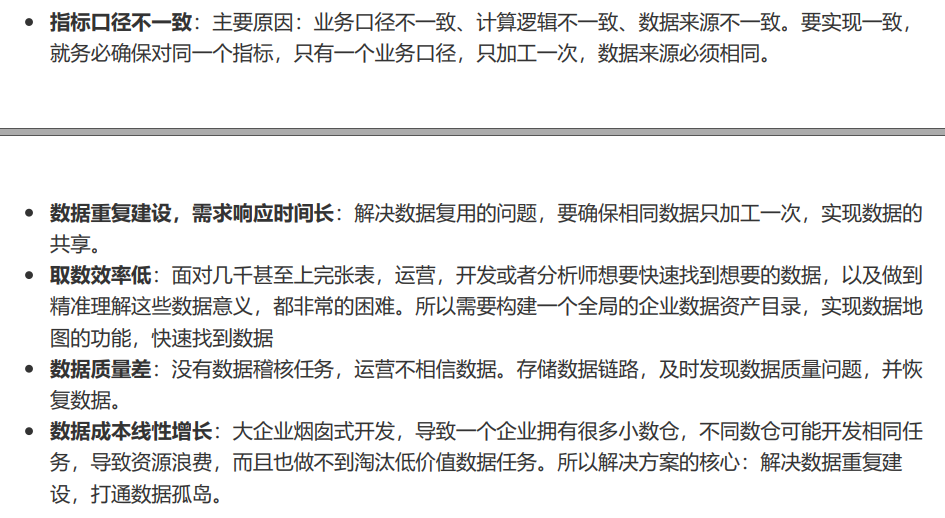 指标口径不一致：主要原因：业务口径不一致、计算逻辑不一致、数据来源不一致。要实现一致，
就务必确保对同一个指标，只有一个业务口径，只加工一次，数据来源必须相同。
数据重复建设，需求响应时间长：解决数据复用的问题，要确保相同数据只加工一次，实现数据的
共享。
取数效率低：面对几千甚至上完张表，运营，开发或者分析师想要快速找到想要的数据，以及做到
精准理解这些数据意义，都非常的困难。所以需要构建一个全局的企业数据资产目录，实现数据地
图的功能，快速找到数据
数据质量差：没有数据稽核任务，运营不相信数据。存储数据链路，及时发现数据质量问题，并恢
复数据。
数据成本线性增长：大企业烟囱式开发，导致一个企业拥有很多小数仓，不同数仓可能开发相同任
务，导致资源浪费，而且也做不到淘汰低价值数据任务。所以解决方案的核心：解决数据重复建
设，打通数据孤岛。